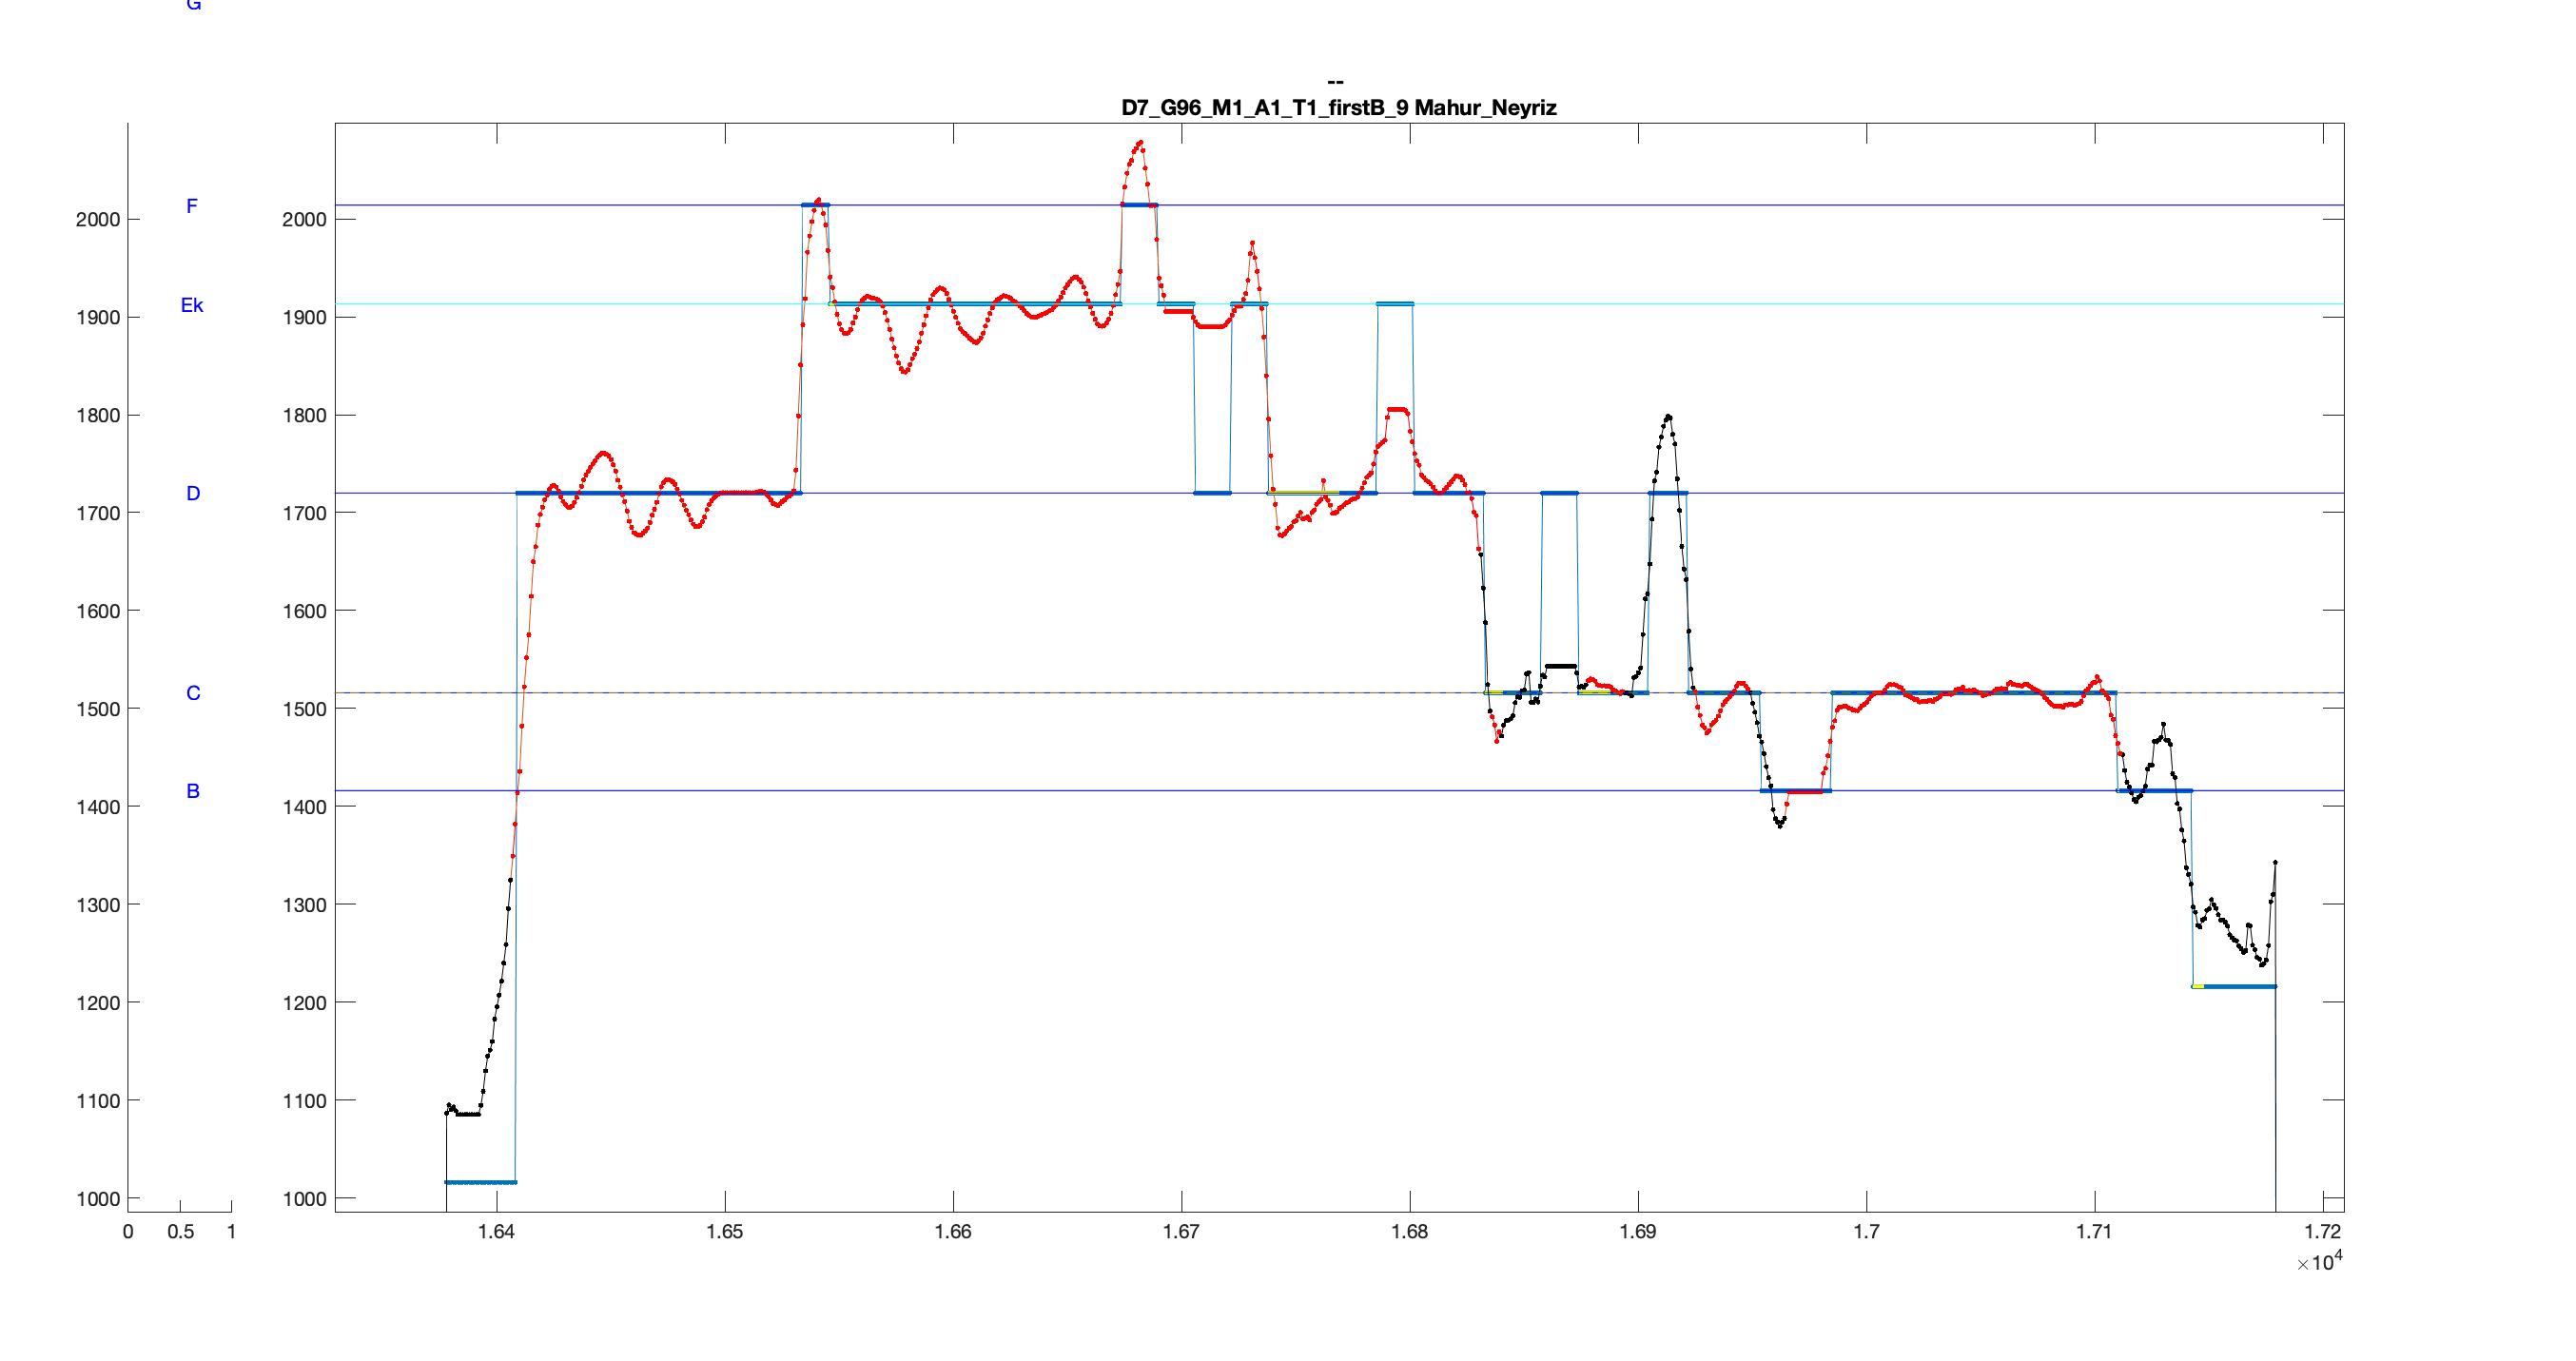 G
--
D7_G96_M1_A1_T1_firstB_9 Mahur_Neyriz
2000 F 2000
1900 Ek 1900
1800 1800
1700 D 1700
1600 1600
1500 C 1500
1400 B 1400
1300 1300
1200 1200
1100 1100
1000 1000
0 0.5 1 1.64 1.65 1.66 1.67 1.68 1.69 1.7 1.71 1.72
×10⁴